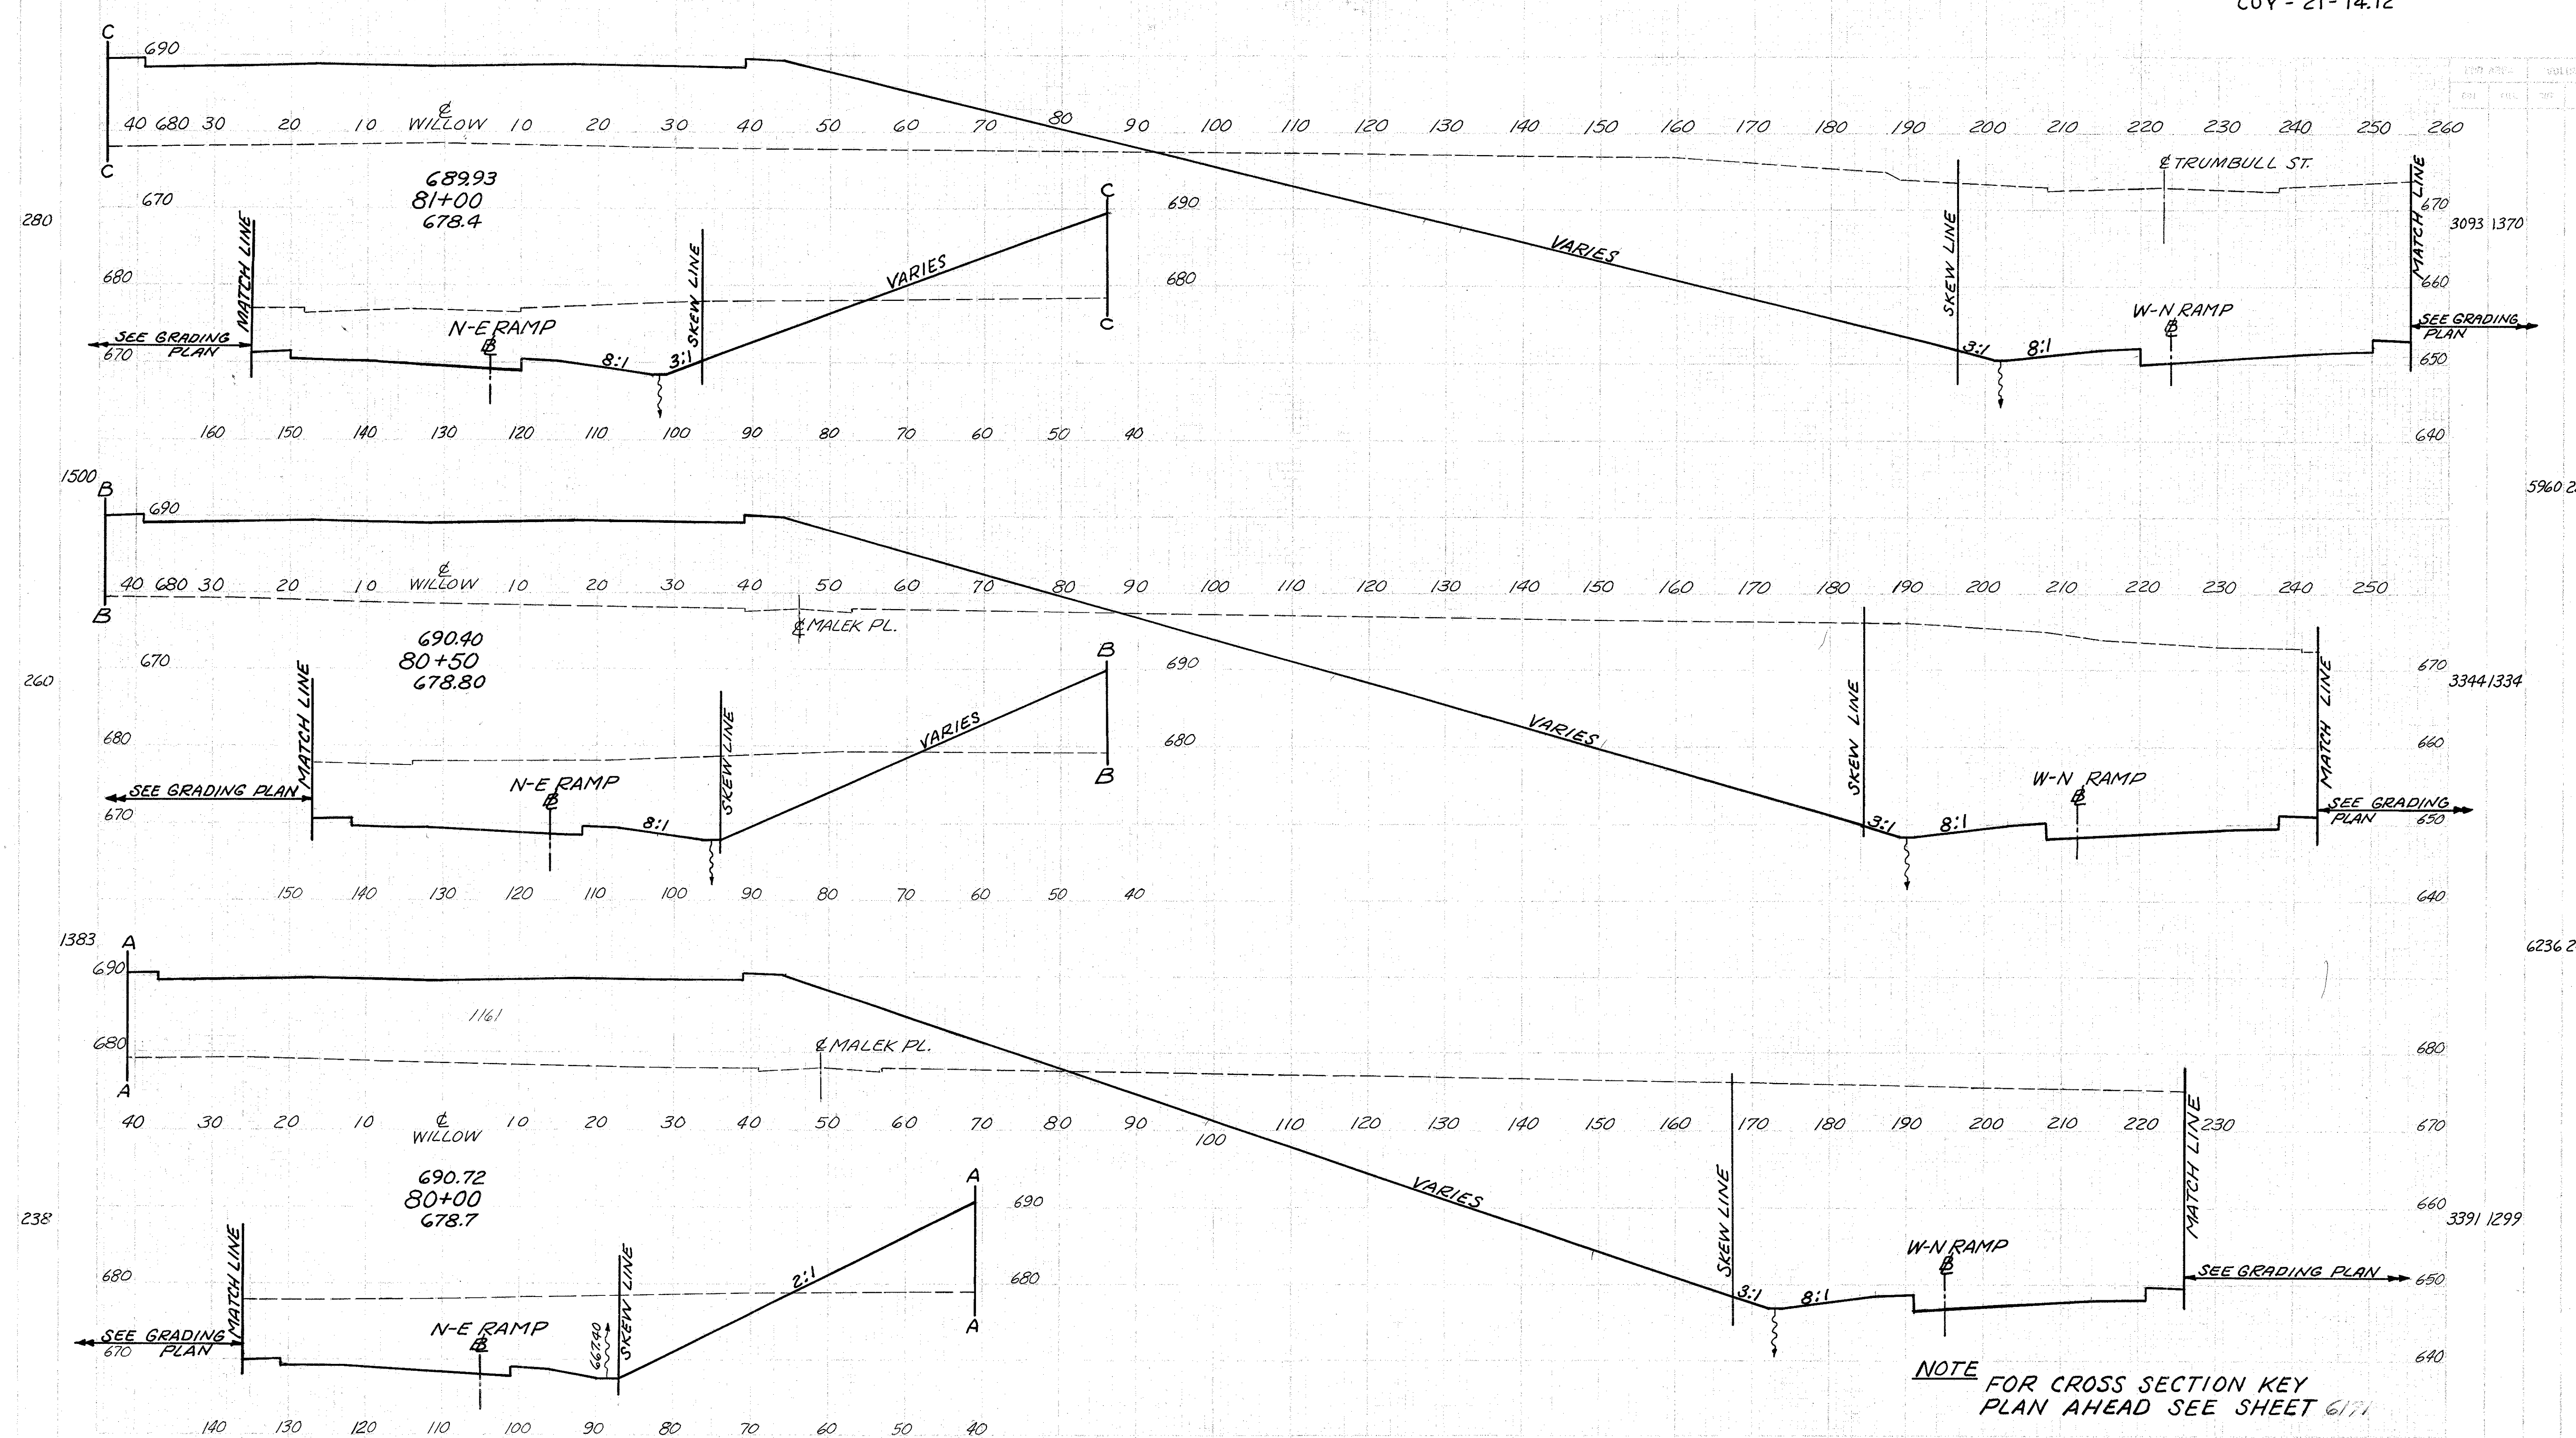 CUY - 21 - 14.12
C
690
40 680 30 20 10 ℄ WILLOW 10 20 30 40 50 60 70 80 90 100 110 120 130 140 150 160 170 180 190 200 210 220 230 240 250 260
C
℄ TRUMBULL ST.
689.93
81+00
678.4
670
280
MATCH LINE
SKEW LINE
C
690
VARIES
680
C
680
N-E RAMP
SEE GRADING
670 PLAN
8:1
3:1
VARIES
SKEW LINE
MATCH LINE
670
3093 1370
660
W-N RAMP
SEE GRADING
PLAN
3:1
8:1
650
160 150 140 130 120 110 100 90 80 70 60 50 40
640
1500
B
690
5960
40 680 30 20 10 ℄ WILLOW 10 20 30 40 50 60 70 80 90 100 110 120 130 140 150 160 170 180 190 200 210 220 230 240 250
B
℄ MALEK PL.
690.40
80+50
678.80
670
260
MATCH LINE
SKEW LINE
B
690
VARIES
680
B
680
N-E RAMP
SEE GRADING PLAN
670
8:1
VARIES
SKEW LINE
MATCH LINE
670
3344 1334
660
W-N RAMP
SEE GRADING
PLAN 650
3:1
8:1
150 140 130 120 110 100 90 80 70 60 50 40
640
1383
A
690
6236 2
1161
680
℄ MALEK PL.
680
A
40 30 20 10 ℄ WILLOW 10 20 30 40 50 60 70 80 90 100 110 120 130 140 150 160 170 180 190 200 210 220 230
670
690.72
80+00
678.7
238
MATCH LINE
SKEW LINE
A
690
2:1
680
A
680
N-E RAMP
667.40
SEE GRADING
670 PLAN
VARIES
SKEW LINE
MATCH LINE
660
3391 1299
W-N RAMP
SEE GRADING PLAN
650
3:1
8:1
640
140 130 120 110 100 90 80 70 60 50 40
NOTE
FOR CROSS SECTION KEY
PLAN AHEAD SEE SHEET